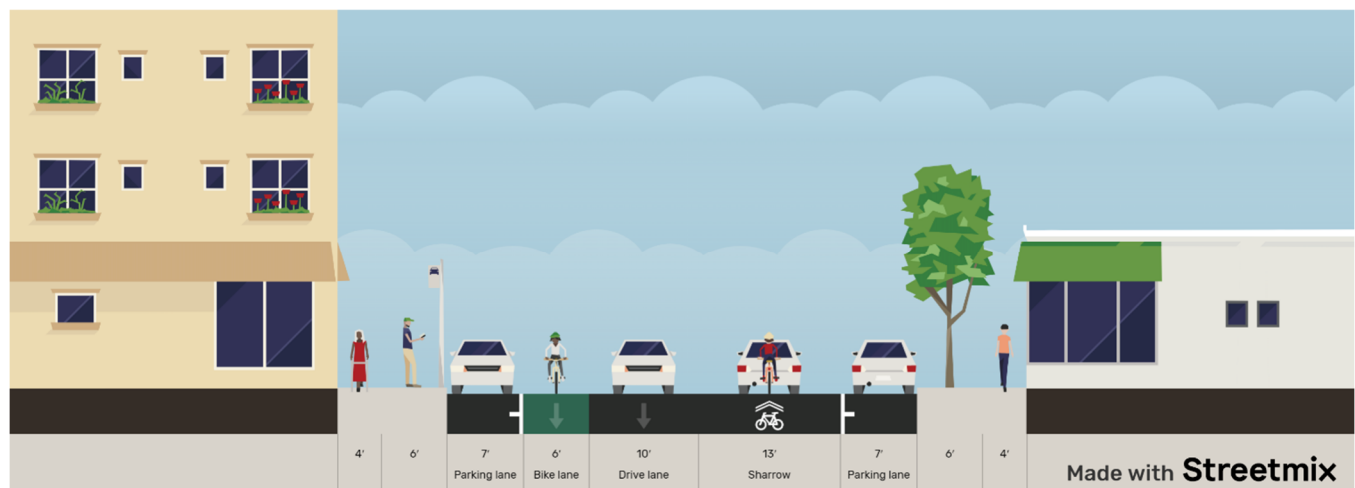 4′ 6′ 7′ 6′ 10′ 13′ 7′ 6′ 4′
Parking lane Bike lane Drive lane Sharrow Parking lane
Made with Streetmix